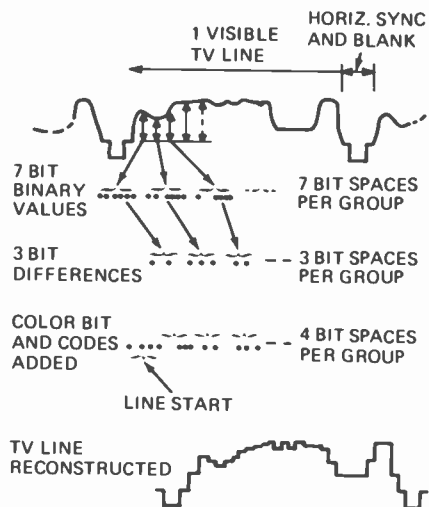 HORIZ. SYNC
AND BLANK
1 VISIBLE
TV LINE
7 BIT
BINARY
VALUES
7 BIT SPACES
PER GROUP
3 BIT
DIFFERENCES
3 BIT SPACES
PER GROUP
COLOR BIT
AND CODES
ADDED
4 BIT SPACES
PER GROUP
LINE START
TV LINE
RECONSTRUCTED